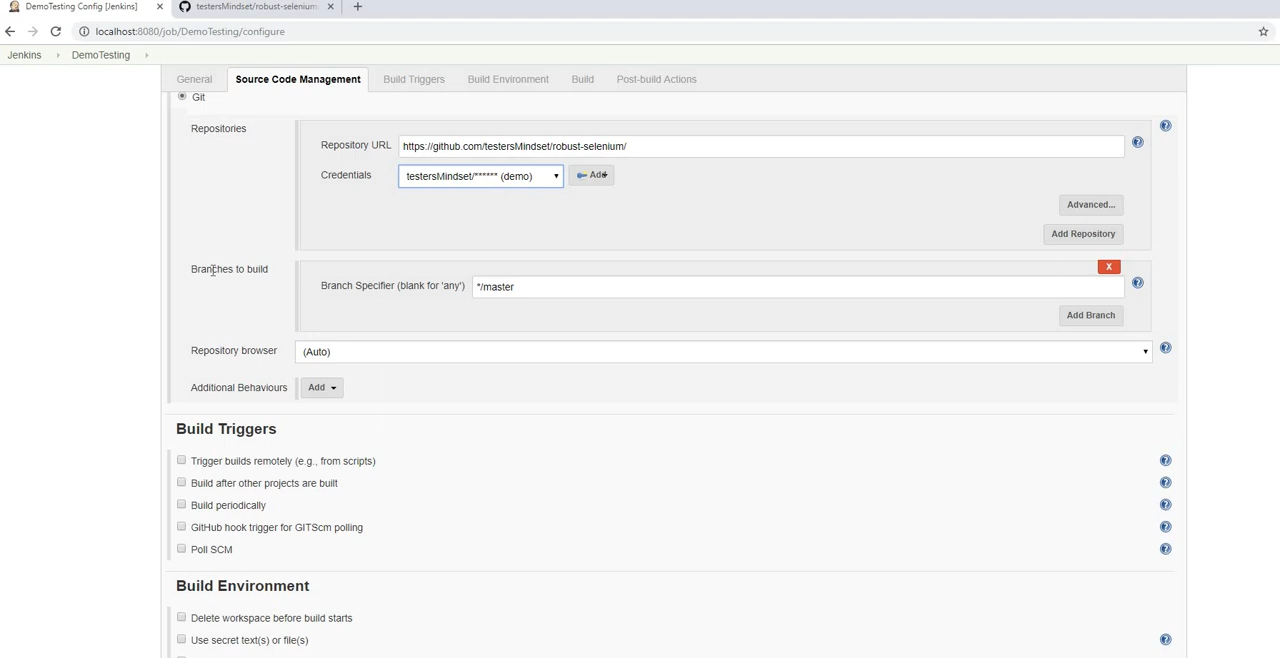 DemoTesting Config [Jenkins]
testersMindset/robust-selenium
localhost:8080/job/DemoTesting/configure
Jenkins
DemoTesting
General
Source Code Management
Build Triggers
Build Environment
Build
Post-build Actions
Git
Repositories
Repository URL
https://github.com/testersMindset/robust-selenium/
Credentials
testersMindset/****** (demo)
Add
Advanced...
Add Repository
Branches to build
X
Branch Specifier (blank for 'any')
*/master
Add Branch
Repository browser
(Auto)
Additional Behaviours
Add
Build Triggers
Trigger builds remotely (e.g., from scripts)
Build after other projects are built
Build periodically
GitHub hook trigger for GITScm polling
Poll SCM
Build Environment
Delete workspace before build starts
Use secret text(s) or file(s)